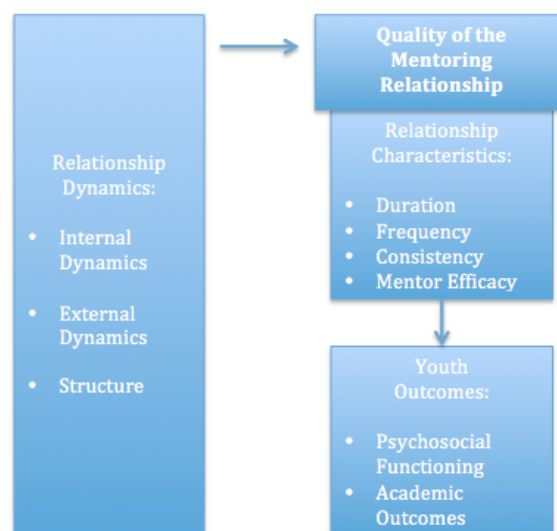 Relationship
Dynamics:
• Internal
Dynamics
• External
Dynamics
• Structure
Quality of the
Mentoring
Relationship
Relationship
Characteristics:
• Duration
• Frequency
• Consistency
• Mentor Efficacy
Youth
Outcomes:
• Psychosocial
Functioning
• Academic
Outcomes